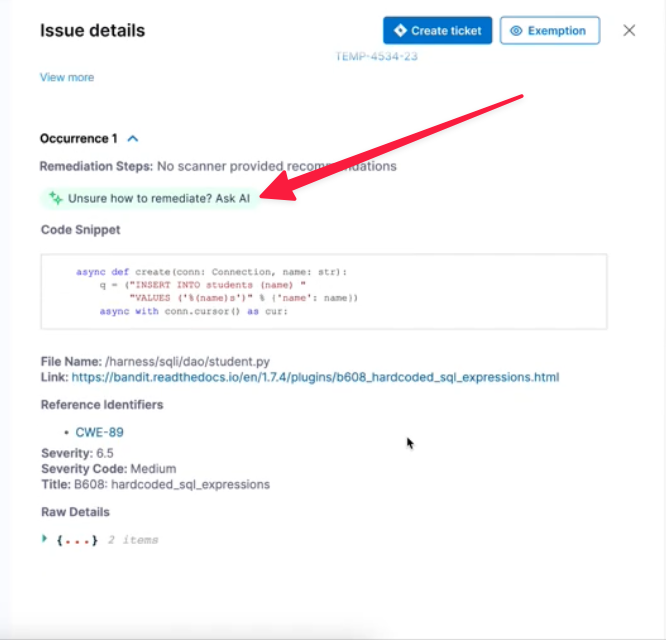 Issue details
Create ticket
Exemption
TEMP-4534-23
View more
Occurrence 1
Remediation Steps: No scanner provided recommendations
Unsure how to remediate? Ask AI
Code Snippet
async def create(conn: Connection, name: str):
q = ("INSERT INTO students (name) "
"VALUES ('%(name)s')" % {'name': name})
async with conn.cursor() as cur:
File Name: /harness/sqli/dao/student.py
Link: https://bandit.readthedocs.io/en/1.7.4/plugins/b608_hardcoded_sql_expressions.html
Reference Identifiers
• CWE-89
Severity: 6.5
Severity Code: Medium
Title: B608: hardcoded_sql_expressions
Raw Details
{...} 2 items